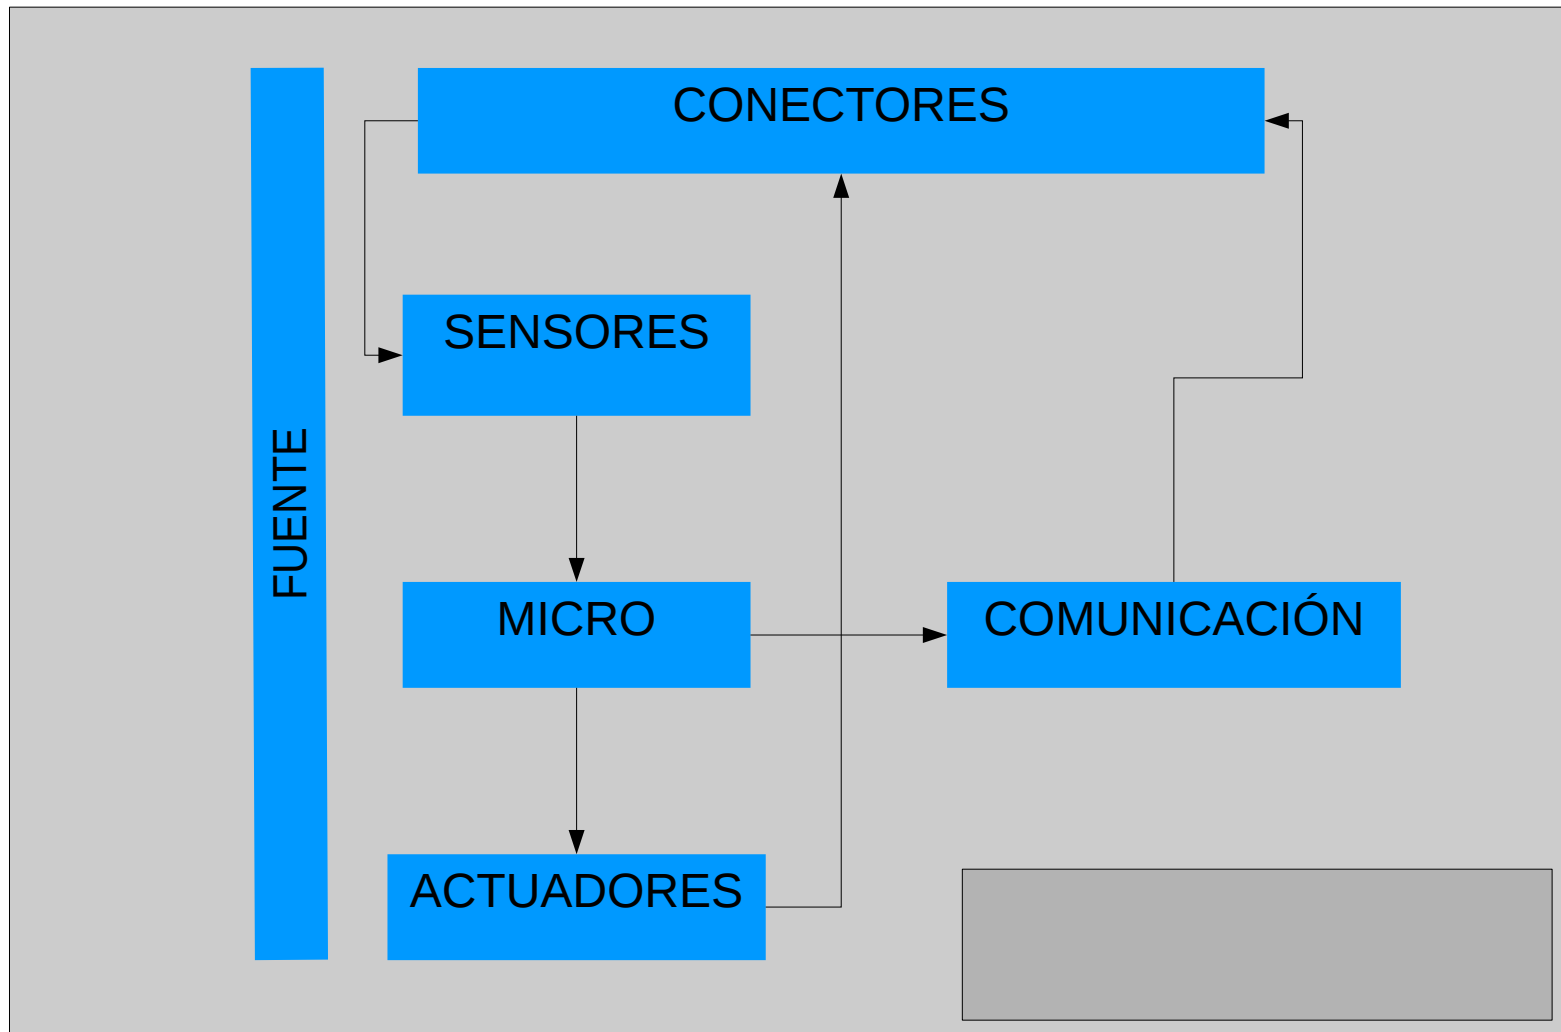 CONECTORES
SENSORES
FUENTE
MICRO
COMUNICACIÓN
ACTUADORES